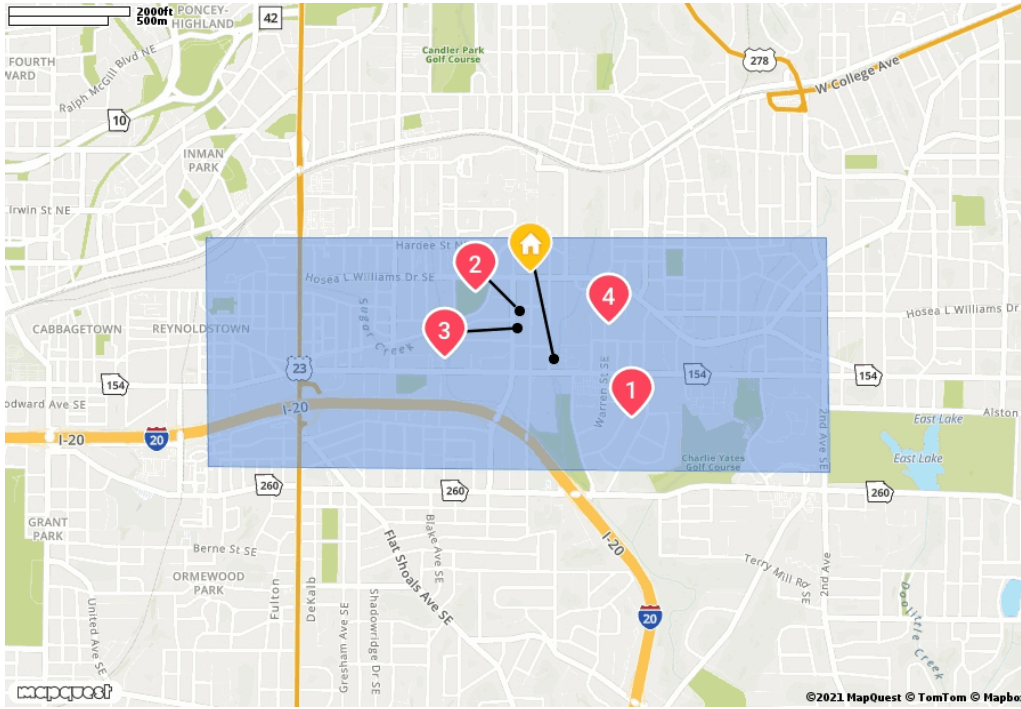 2000ft
500m
PONCEY-
HIGHLAND
42
FOURTH
WARD
Ralph McGill Blvd NE
10
Candler Park
Golf Course
278
W College Ave
INMAN
PARK
Irwin St NE
Hardee St N
Hosea L Williams Dr SE
2
4
3
1
Sugar Creek
CABBAGETOWN
REYNOLDSTOWN
Hosea L Williams Dr S
23
154
154
154
Warren St SE
oodward Ave SE
I-20
20
I-20
2nd Ave SE
Alston
East Lake
East Lake
Charlie Yates
Golf Course
260
260
260
GRANT
PARK
Berne St SE
ORMEWOOD
PARK
Blake Ave SE
Flat Shoals Ave SE
I-20
Terry Mill Rd
SE
2nd Ave
Doolittle Creek
United Ave SE
Fulton
DeKalb
Gresham Ave SE
Shadowridge Dr SE
20
mapquest
©2021 MapQuest © TomTom © Mapbo